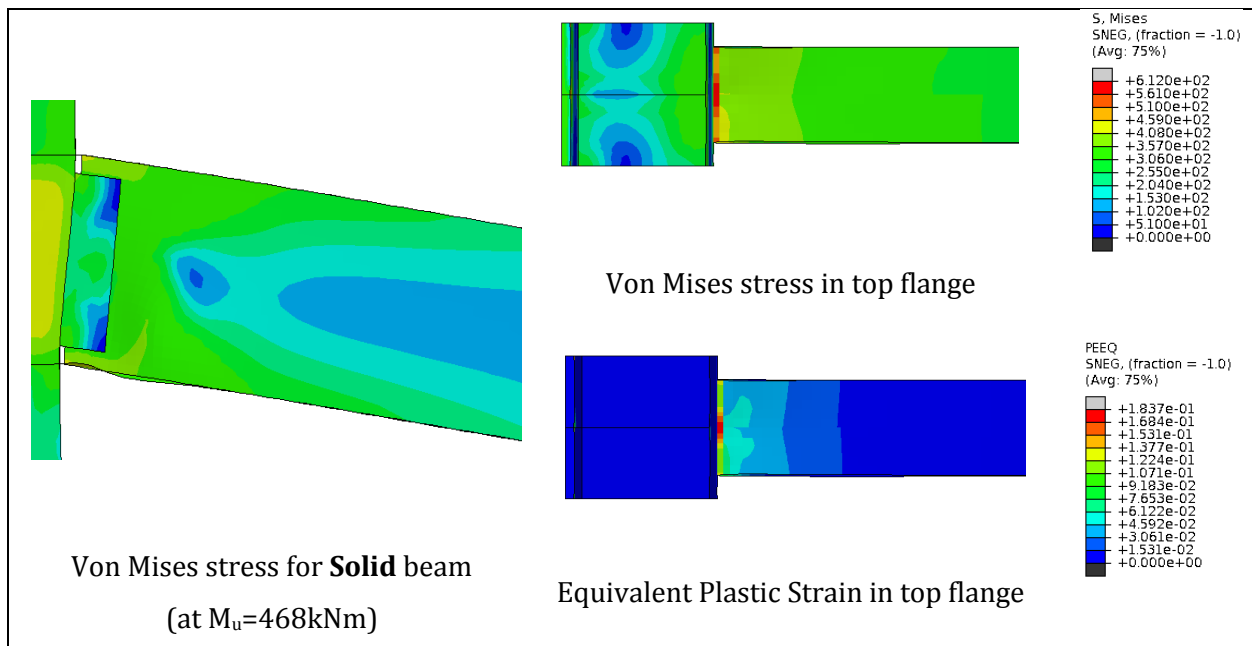 S, Mises
SNEG, (fraction = -1.0)
(Avg: 75%)
+6.120e+02
+5.610e+02
+5.100e+02
+4.590e+02
+4.080e+02
+3.570e+02
+3.060e+02
+2.550e+02
+2.040e+02
+1.530e+02
+1.020e+02
+5.100e+01
+0.000e+00
Von Mises stress in top flange
PEEQ
SNEG, (fraction = -1.0)
(Avg: 75%)
+1.837e-01
+1.684e-01
+1.531e-01
+1.377e-01
+1.224e-01
+1.071e-01
+9.183e-02
+7.653e-02
+6.122e-02
+4.592e-02
+3.061e-02
+1.531e-02
+0.000e+00
Von Mises stress for Solid beam
(at Mu=468kNm)
Equivalent Plastic Strain in top flange